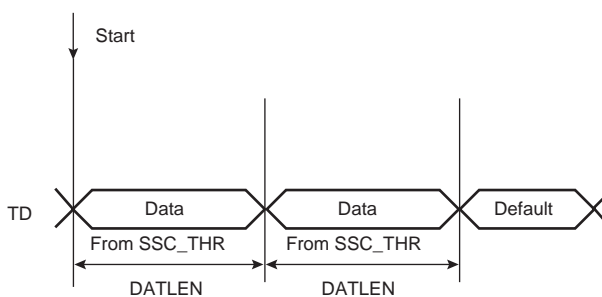 Start
TD
Data
Data
Default
From SSC_THR
From SSC_THR
DATLEN
DATLEN